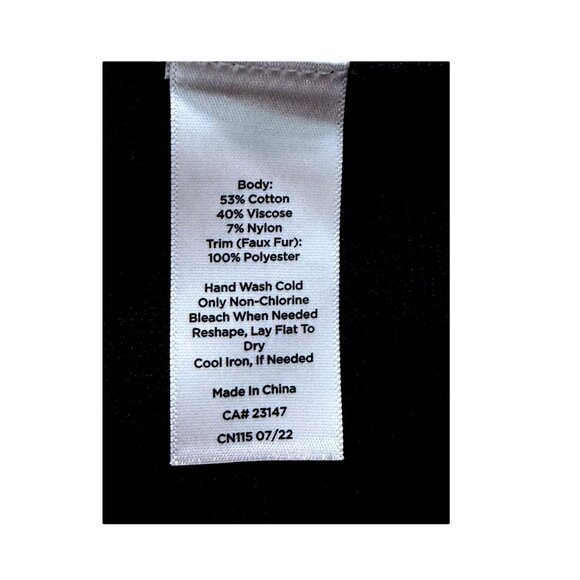 Body:
53% Cotton
40% Viscose
7% Nylon
Trim (Faux Fur):
100% Polyester
Hand Wash Cold
Only Non-Chlorine
Bleach When Needed
Reshape, Lay Flat To
Dry
Cool Iron, If Needed
Made In China
CA# 23147
CN115 07/22